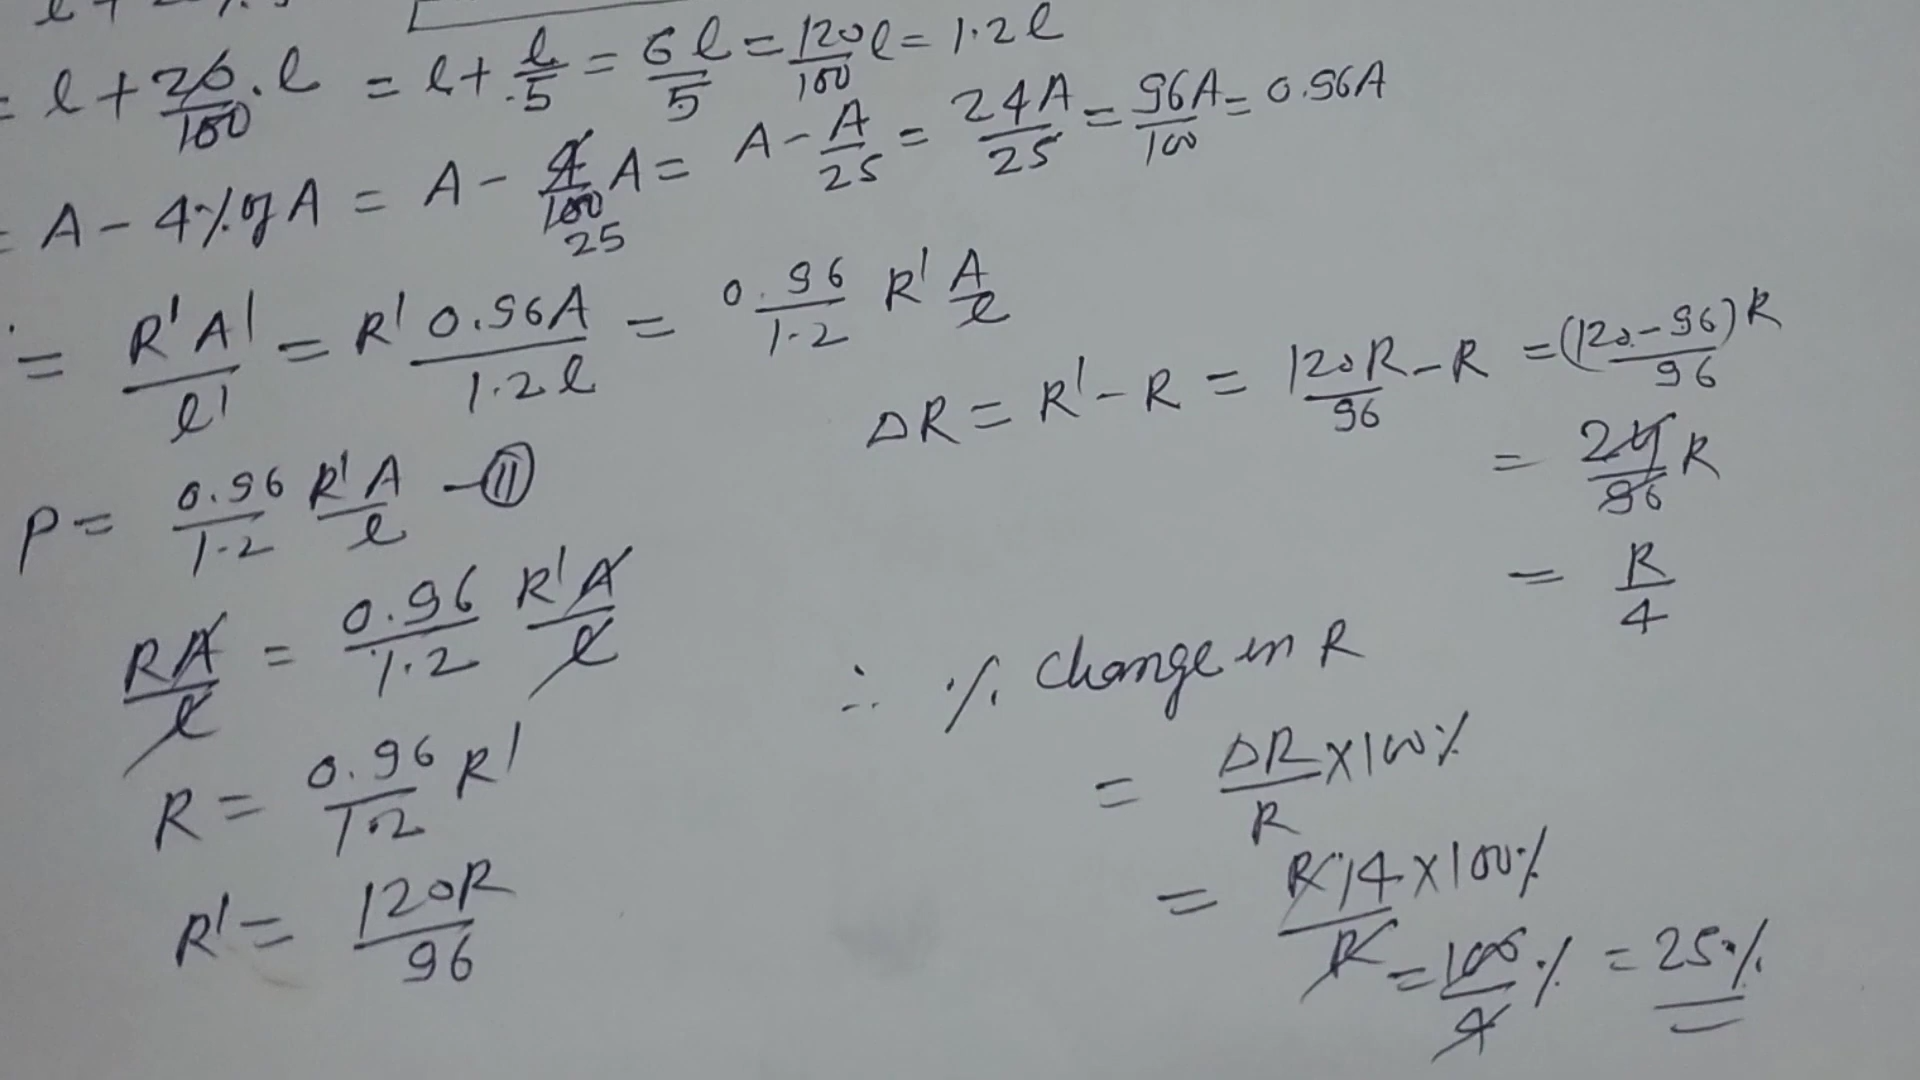 = l + 20/100 . l = l + l/5 = 6l/5 = 120/100 l = 1.2l
= A - 4% of A = A - 4/100 25 A = A - A/25 = 24A/25 = 96A/100 = 0.96A
= R'A'/l' = R' 0.96A/1.2l = 0.96/1.2 R' A/l
P = 0.96/1.2 R'A/l - (II)
RA/l = 0.96/1.2 R'A/l
R = 0.96/1.2 R'
R' = 120R/96
ΔR = R' - R = 120R/96 - R = (120-96)R/96
= 24/96 R
= R/4
∴ % Change in R
= ΔR/R × 100%
= R/4 × 100%/R
= 100/4 % = 25%